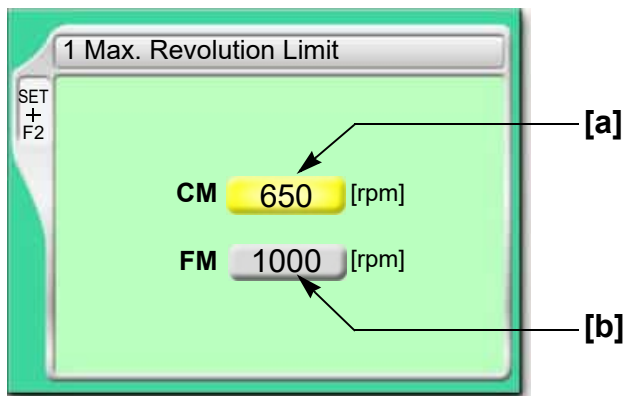 1 Max. Revolution Limit
SET
+
F2
[a]
CM 650 [rpm]
FM 1000 [rpm]
[b]